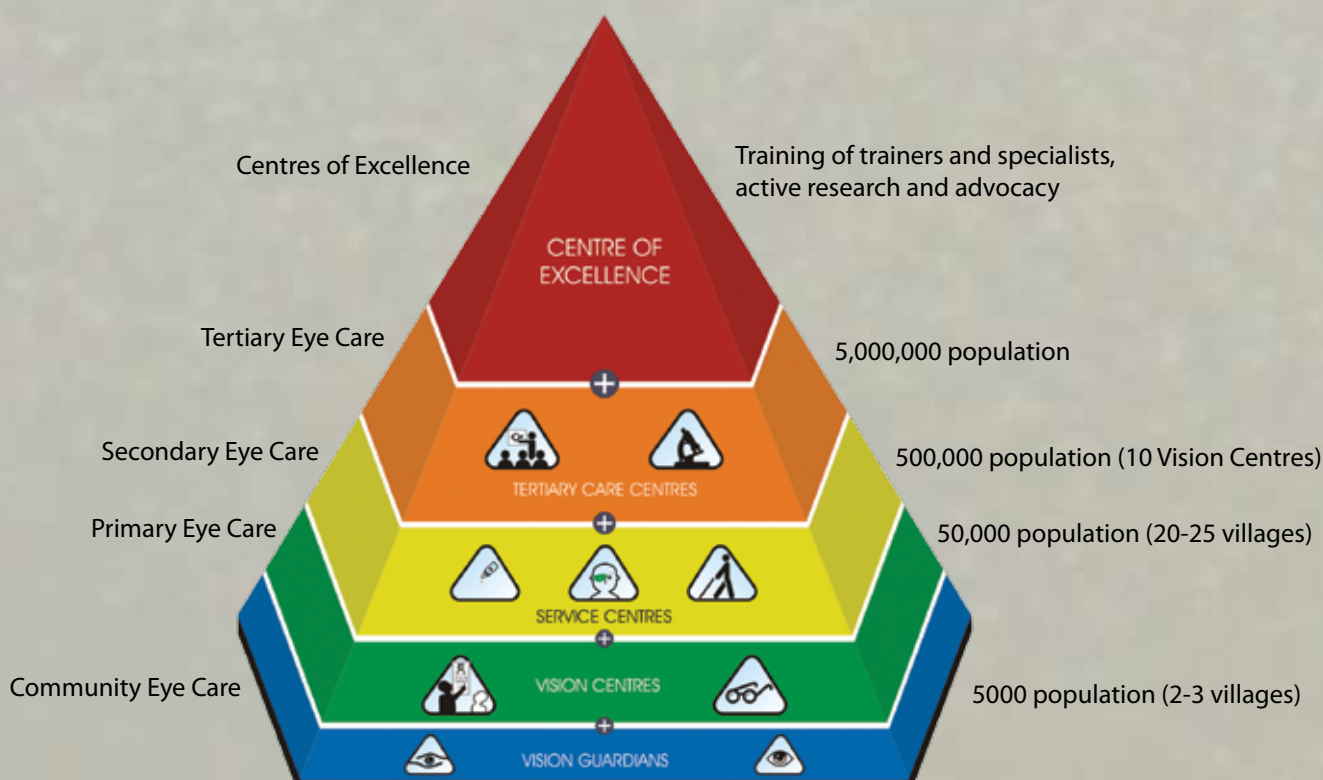 Centres of Excellence
Training of trainers and specialists,
active research and advocacy
CENTRE OF
EXCELLENCE
Tertiary Eye Care
5,000,000 population
TERTIARY CARE CENTRES
Secondary Eye Care
500,000 population (10 Vision Centres)
Primary Eye Care
50,000 population (20-25 villages)
SERVICE CENTRES
Community Eye Care
VISION CENTRES
5000 population (2-3 villages)
VISION GUARDIANS